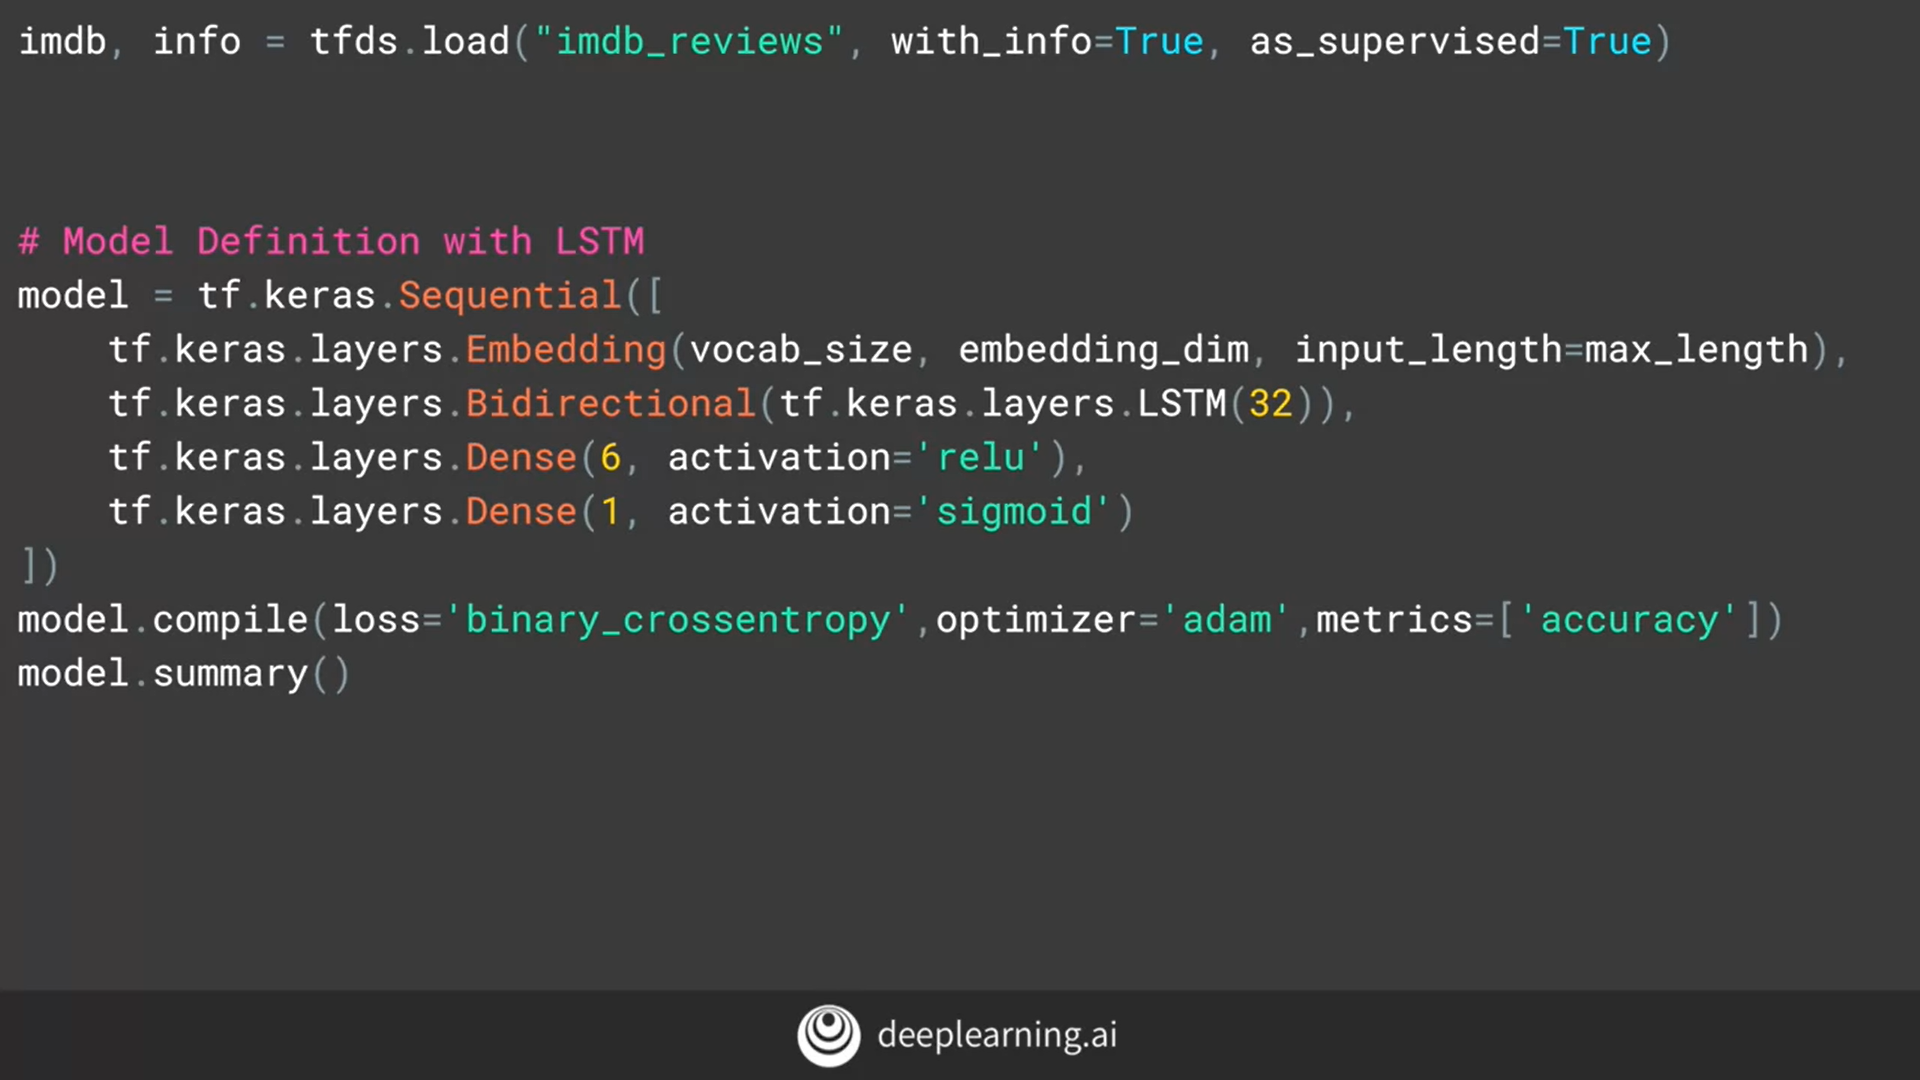 imdb, info = tfds.load("imdb_reviews", with_info=True, as_supervised=True)
# Model Definition with LSTM
model = tf.keras.Sequential([
    tf.keras.layers.Embedding(vocab_size, embedding_dim, input_length=max_length),
    tf.keras.layers.Bidirectional(tf.keras.layers.LSTM(32)),
    tf.keras.layers.Dense(6, activation='relu'),
    tf.keras.layers.Dense(1, activation='sigmoid')
])
model.compile(loss='binary_crossentropy',optimizer='adam',metrics=['accuracy'])
model.summary()
deeplearning.ai